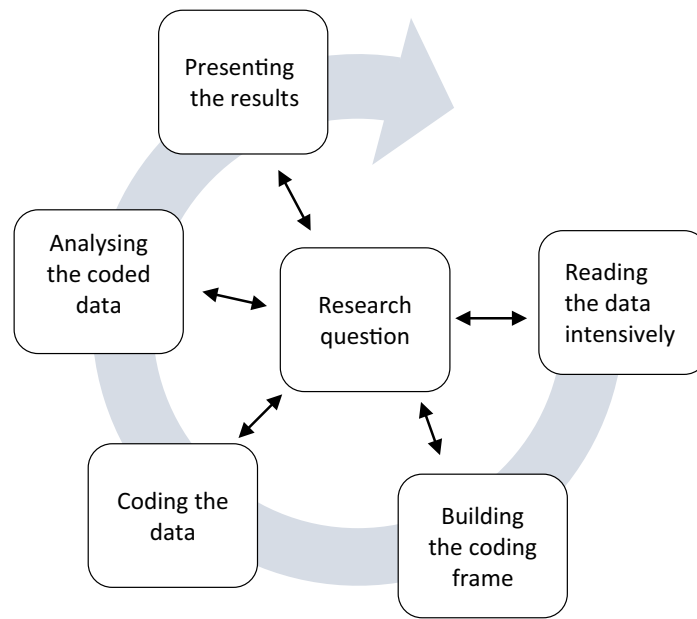 Presenting
the results
Analysing
the coded
data
Research
question
Reading
the data
intensively
Coding the
data
Building
the coding
frame